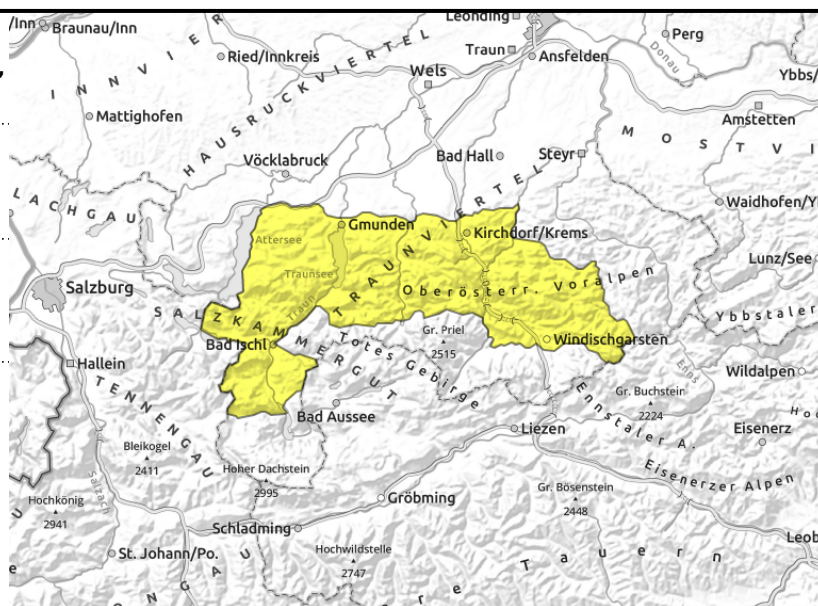 /Inn
Braunau/Inn
Leonding
Traun
Ansfelden
Perg
Donau
Ried/Innkreis
INNVIER
HAUSRUCKVIERTEL
Wels
Ybbs/
Mattighofen
Amstetten
MOSTVI
Vöcklabruck
Bad Hall
Steyr
LACHGAU
Waidhofen/Y
Gmunden
Kirchdorf/Krems
TRAUNVIERTEL
Attersee
Lunz/See
Traunsee
Oberösterr. Voralpen
Salzburg
Traun
SALZKAMMERGUT
Ybbstaler
Bad Ischl
Gr. Priel
2515
Windischgarsten
Totes Gebirge
Hallein
Enns
Wildalpen
TENNENGAU
Gr. Buchstein
2224
Ennstaler A.
Bad Aussee
Liezen
Eisenerz
Bleikogel
2411
Hoher Dachstein
2995
Eisenerzer Alpen
Salzach
Hochkönig
2941
Gröbming
Gr. Bösenstein
2448
Schladming
Leob
St. Johann/Po.
Hochwildstelle
2747
re Tauern
ONGAU